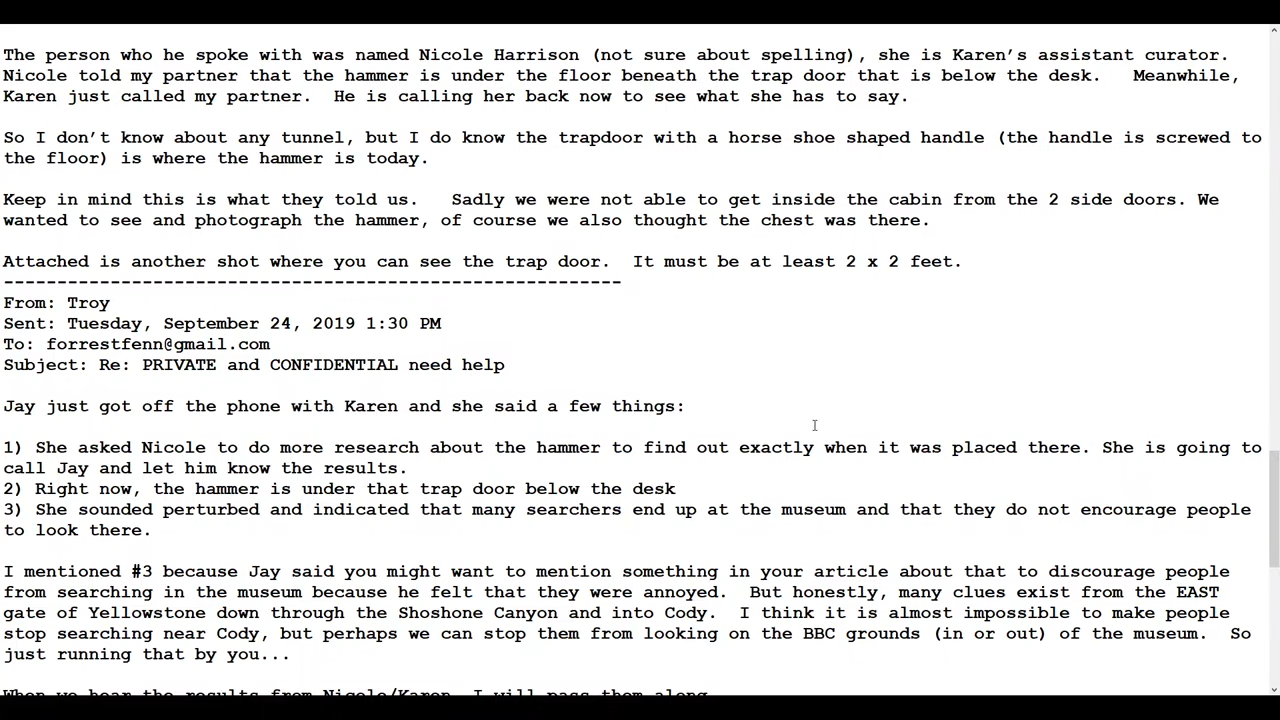 The person who he spoke with was named Nicole Harrison (not sure about spelling), she is Karen’s assistant curator.
Nicole told my partner that the hammer is under the floor beneath the trap door that is below the desk.   Meanwhile,
Karen just called my partner.  He is calling her back now to see what she has to say.
So I don’t know about any tunnel, but I do know the trapdoor with a horse shoe shaped handle (the handle is screwed to
the floor) is where the hammer is today.
Keep in mind this is what they told us.   Sadly we were not able to get inside the cabin from the 2 side doors. We
wanted to see and photograph the hammer, of course we also thought the chest was there.
Attached is another shot where you can see the trap door.  It must be at least 2 x 2 feet.
----------------------------------------------------------
From: Troy
Sent: Tuesday, September 24, 2019 1:30 PM
To: forrestfenn@gmail.com
Subject: Re: PRIVATE and CONFIDENTIAL need help
Jay just got off the phone with Karen and she said a few things:
1) She asked Nicole to do more research about the hammer to find out exactly when it was placed there. She is going to
call Jay and let him know the results.
2) Right now, the hammer is under that trap door below the desk
3) She sounded perturbed and indicated that many searchers end up at the museum and that they do not encourage people
to look there.
I mentioned #3 because Jay said you might want to mention something in your article about that to discourage people
from searching in the museum because he felt that they were annoyed.  But honestly, many clues exist from the EAST
gate of Yellowstone down through the Shoshone Canyon and into Cody.  I think it is almost impossible to make people
stop searching near Cody, but perhaps we can stop them from looking on the BBC grounds (in or out) of the museum.  So
just running that by you...
When we hear the results from Nicole/Karen, I will pass them along